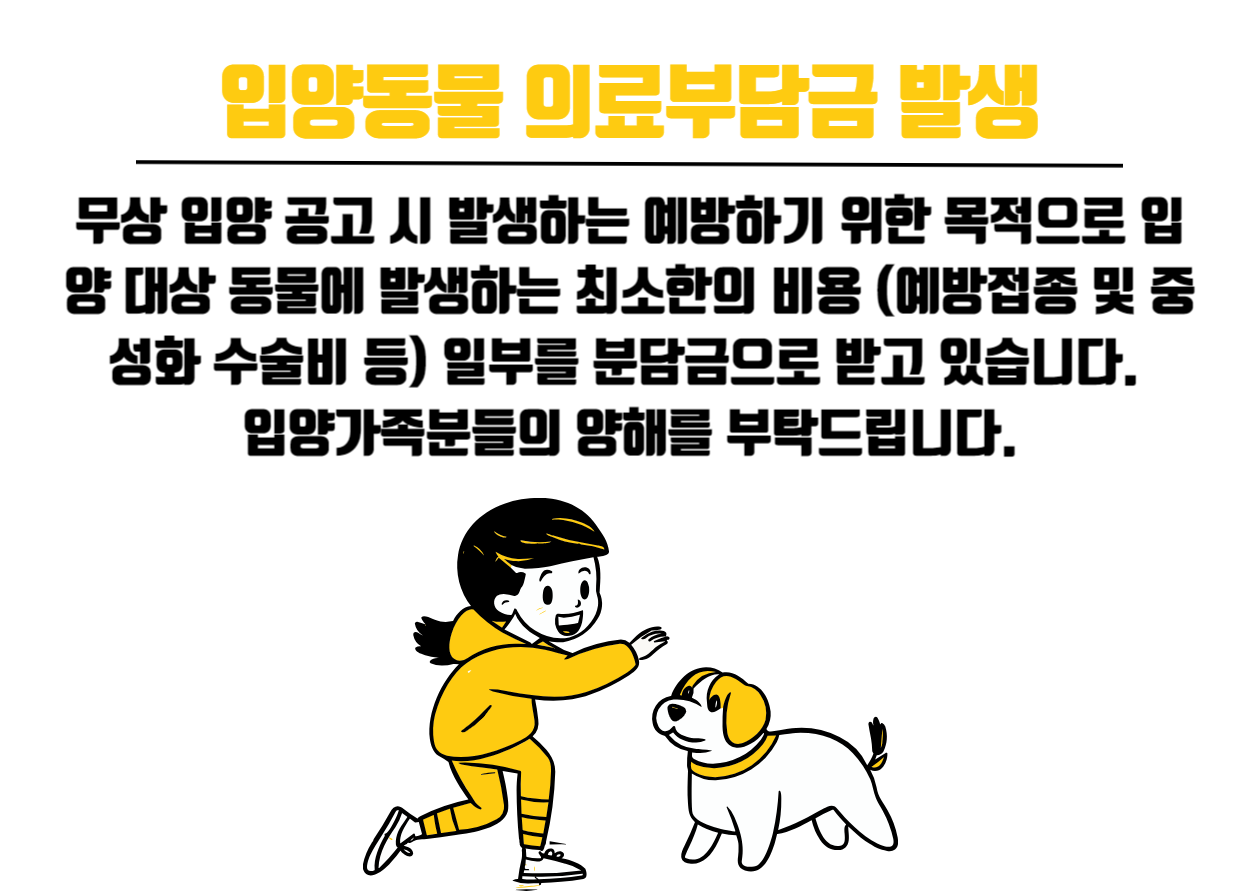 입양동물 의료부담금 발생
무상 입양 공고 시 발생하는 예방하기 위한 목적으로 입
양 대상 동물에 발생하는 최소한의 비용 (예방접종 및 중
성화 수술비 등) 일부를 분담금으로 받고 있습니다.
입양가족분들의 양해를 부탁드립니다.